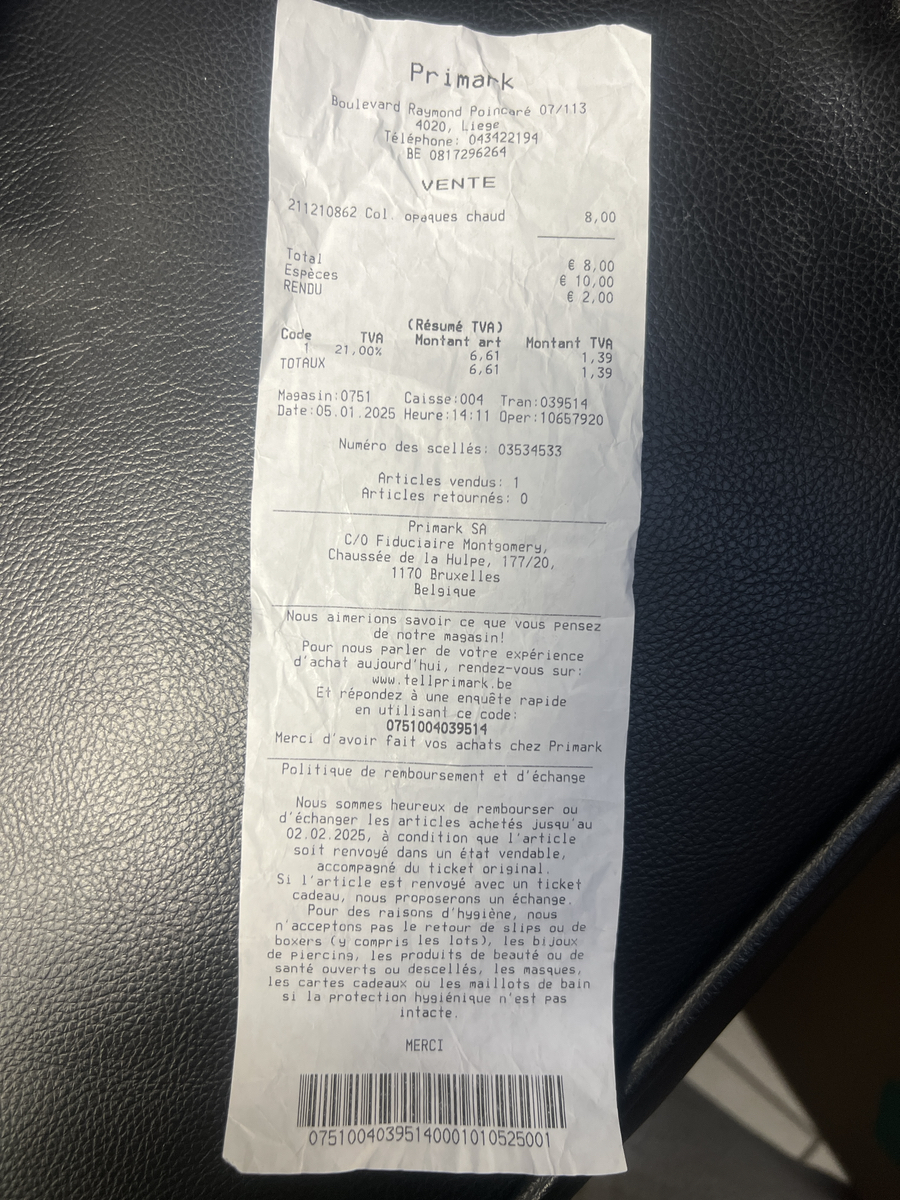 Primark
Boulevard Raymond Poincaré 07/113
4020, Liege
Téléphone: 043422194
BE 0817296264
VENTE
211210862 Col. opaques chaud 8,00
Total € 8,00
Espèces € 10,00
RENDU € 2,00
(Résumé TVA)
Code TVA Montant art Montant TVA
1 21,00% 6,61 1,39
TOTAUX 6,61 1,39
Magasin:0751 Caisse:004 Tran:039514
Date:05.01.2025 Heure:14:11 Oper:10657920
Numéro des scellés: 03534533
Articles vendus: 1
Articles retournés: 0
Primark SA
C/O Fiduciaire Montgomery,
Chaussée de la Hulpe, 177/20,
1170 Bruxelles
Belgique
Nous aimerions savoir ce que vous pensez
de notre magasin!
Pour nous parler de votre expérience
d'achat aujourd'hui, rendez-vous sur:
www.tellprimark.be
Et répondez à une enquête rapide
en utilisant ce code:
0751004039514
Merci d'avoir fait vos achats chez Primark
Politique de remboursement et d'échange
Nous sommes heureux de rembourser ou
d'échanger les articles achetés jusqu'au
02.02.2025, à condition que l'article
soit renvoyé dans un état vendable,
accompagné du ticket original.
Si l'article est renvoyé avec un ticket
cadeau, nous proposerons un échange.
Pour des raisons d'hygiène, nous
n'acceptons pas le retour de slips ou de
boxers (y compris les lots), les bijoux
de piercing, les produits de beauté ou de
santé ouverts ou descellés, les masques,
les cartes cadeaux ou les maillots de bain
si la protection hygiénique n'est pas
intacte.
MERCI
075100403951400010105250​01